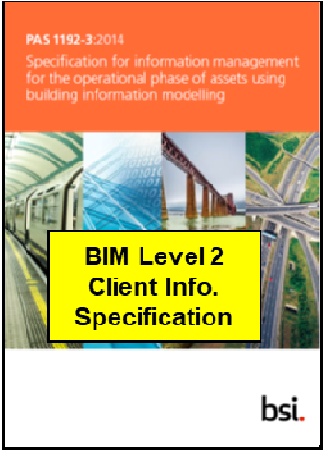 PAS 1192-3:2014
Specification for information management
for the operational phase of assets using
building information modelling
BIM Level 2
Client Info.
Specification
bsi.